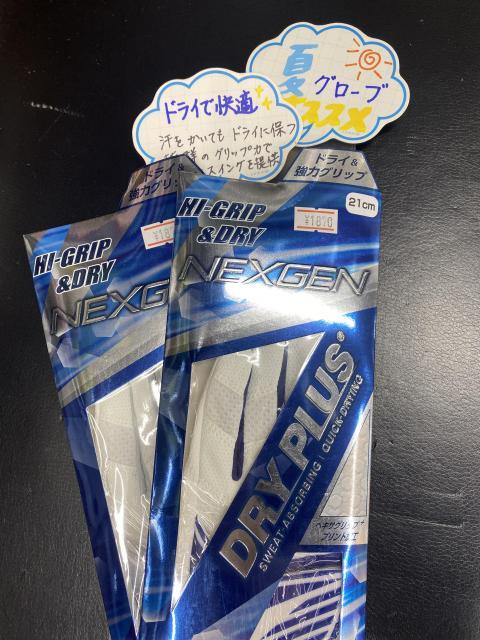 夏 グローブ
オススメ
ドライで快適
汗をかいても ドライに保つ
のグリップ力で
スイングを提供
ドライ&
強力グリップ
21cm
¥1870
HI-GRIP
&DRY
NEXGEN
DRY PLUS®
SWEAT-ABSORBING | QUICK-DRYING
ヘキサグリップ+
プリント加工
ドライ&
強力グリッ
¥18
HI-GRIP
&DRY
NEXGEN